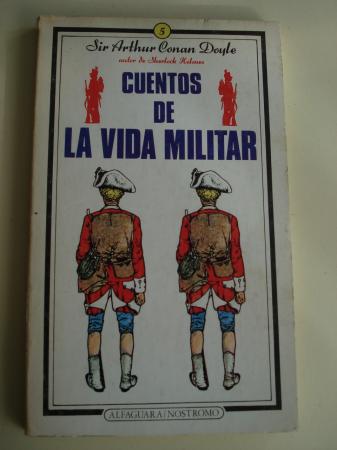 5
Sir Arthur Conan Doyle
autor de Sherlock Holmes
CUENTOS
DE
LA VIDA MILITAR
ALFAGUARA/NOSTROMO